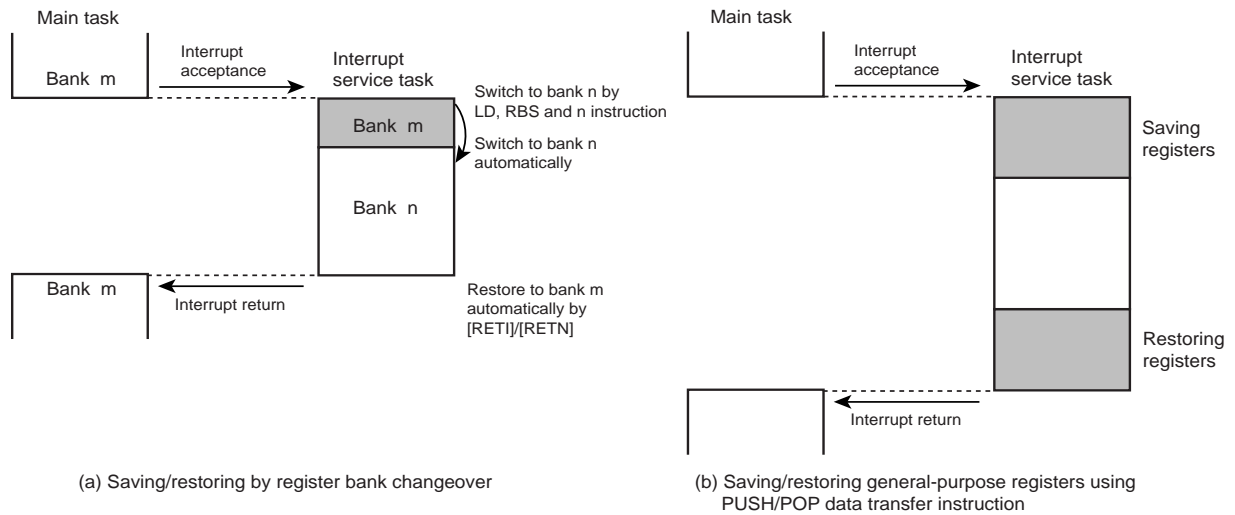 Main task
Bank m
Interrupt
acceptance
Interrupt
service task
Bank m
Switch to bank n by
LD, RBS and n instruction
Switch to bank n
automatically
Bank n
Bank m
Interrupt return
Restore to bank m
automatically by
[RETI]/[RETN]
(a) Saving/restoring by register bank changeover
Main task
Interrupt
acceptance
Interrupt
service task
Saving
registers
Restoring
registers
Interrupt return
(b) Saving/restoring general-purpose registers using
PUSH/POP data transfer instruction